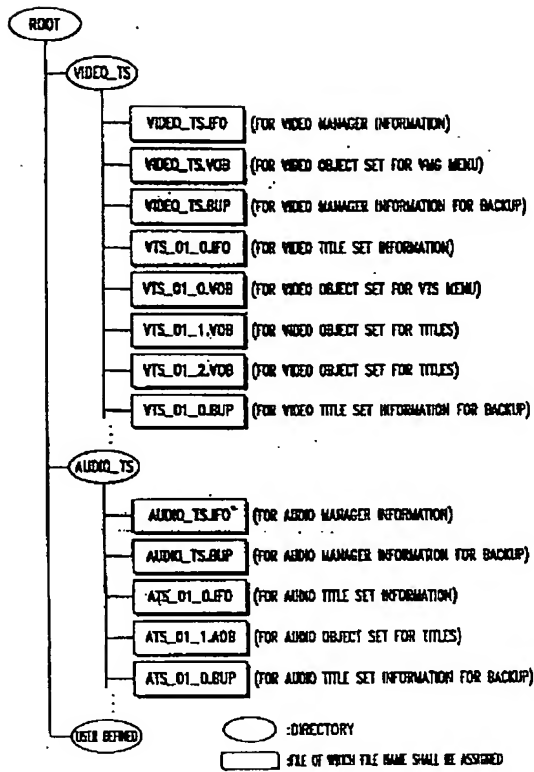 ROOT
VIDEO_TS
VIDEO_TS.IFO (FOR VIDEO MANAGER INFORMATION)
VIDEO_TS.VOB (FOR VIDEO OBJECT SET FOR VMG MENU)
VIDEO_TS.BUP (FOR VIDEO MANAGER INFORMATION FOR BACKUP)
VTS_01_0.IFO (FOR VIDEO TITLE SET INFORMATION)
VTS_01_0.VOB (FOR VIDEO OBJECT SET FOR VTS MENU)
VTS_01_1.VOB (FOR VIDEO OBJECT SET FOR TITLES)
VTS_01_2.VOB (FOR VIDEO OBJECT SET FOR TITLES)
VTS_01_0.BUP (FOR VIDEO TITLE SET INFORMATION FOR BACKUP)
AUDIO_TS
AUDIO_TS.IFO (FOR AUDIO MANAGER INFORMATION)
AUDIO_TS.BUP (FOR AUDIO MANAGER INFORMATION FOR BACKUP)
ATS_01_0.IFO (FOR AUDIO TITLE SET INFORMATION)
ATS_01_1.AOB (FOR AUDIO OBJECT SET FOR TITLES)
ATS_01_0.BUP (FOR AUDIO TITLE SET INFORMATION FOR BACKUP)
USER DEFINED
:DIRECTORY
:FILE OF WHICH FILE NAME SHALL BE ASSIGNED